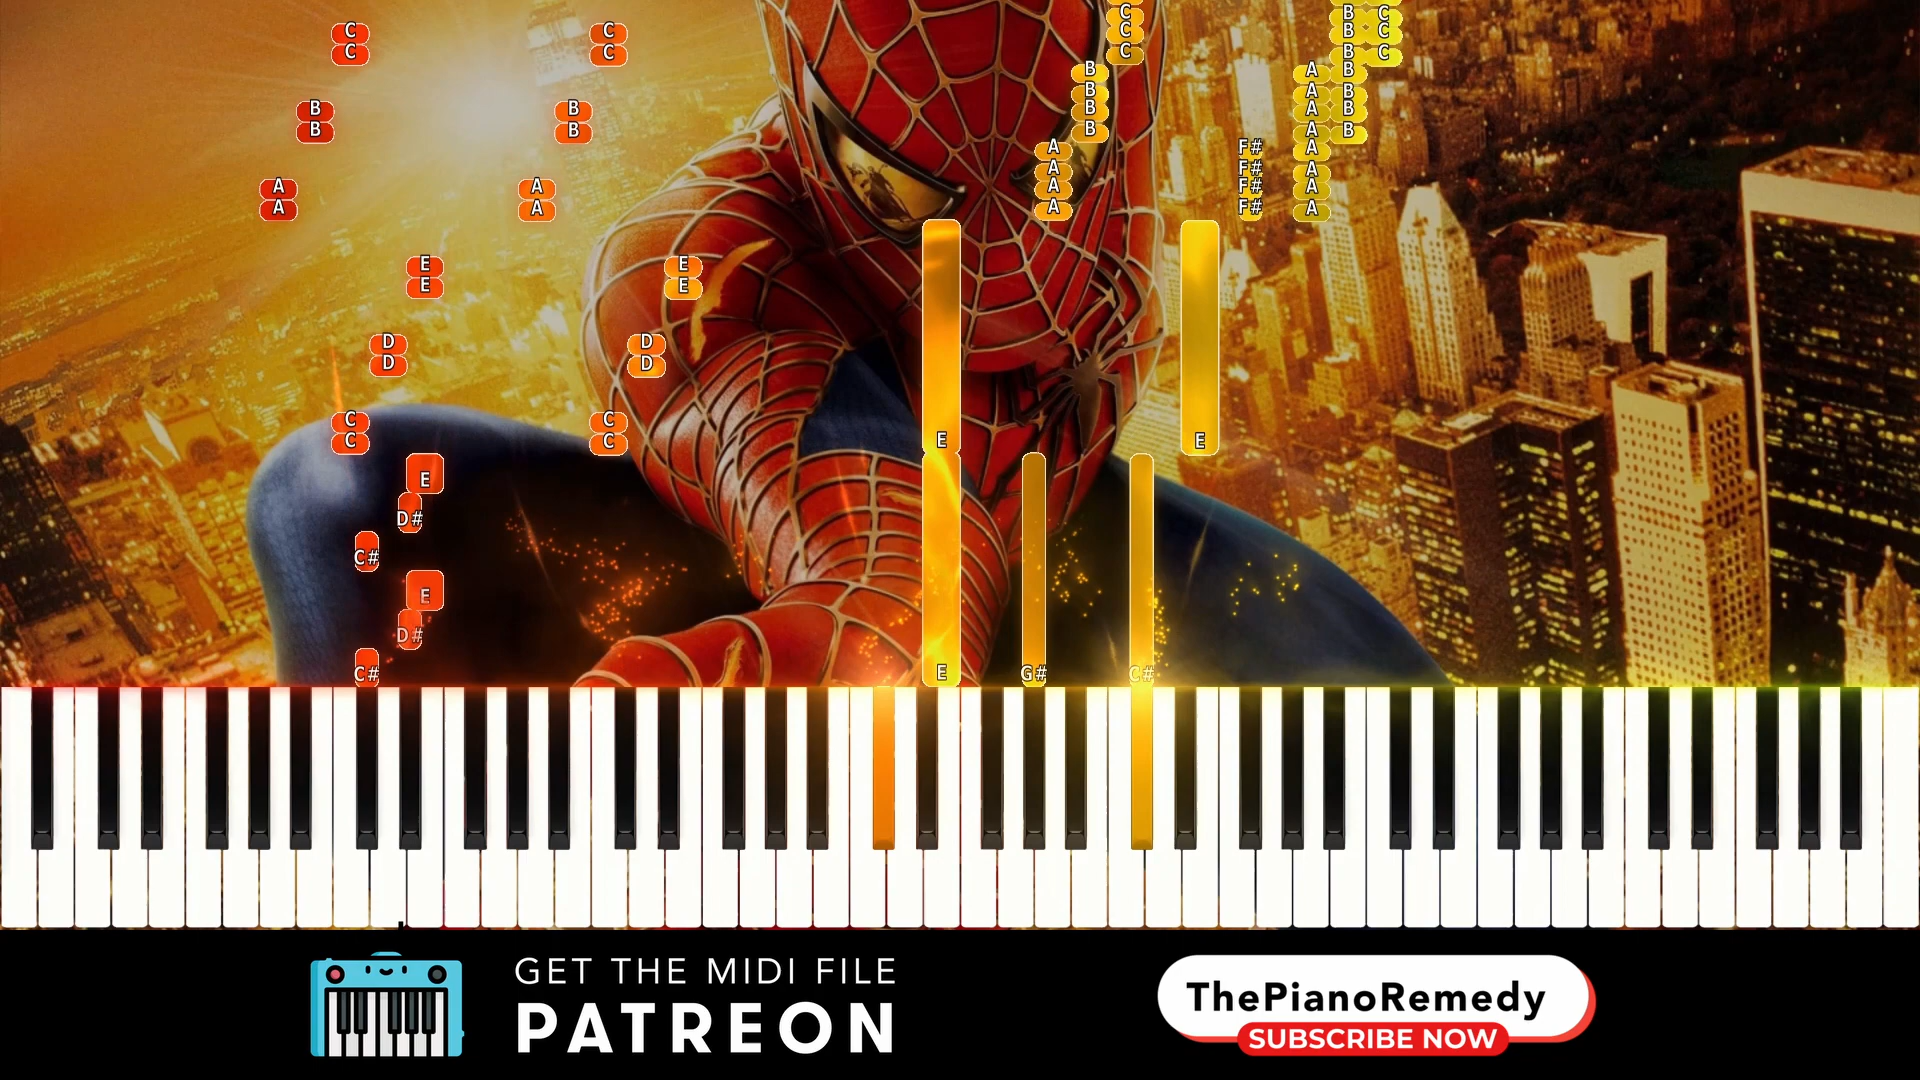 C B C
C C C B C
C C C B C
B A B
B A B
B B B A B
B B B A B
A F# A
A F# A
A A A F# A
A A A F# A
E E
E E
D D
D D
C C
C C E E
E
D#
C#
E
D#
C# E G# C#
GET THE MIDI FILE
PATREON
ThePianoRemedy
SUBSCRIBE NOW